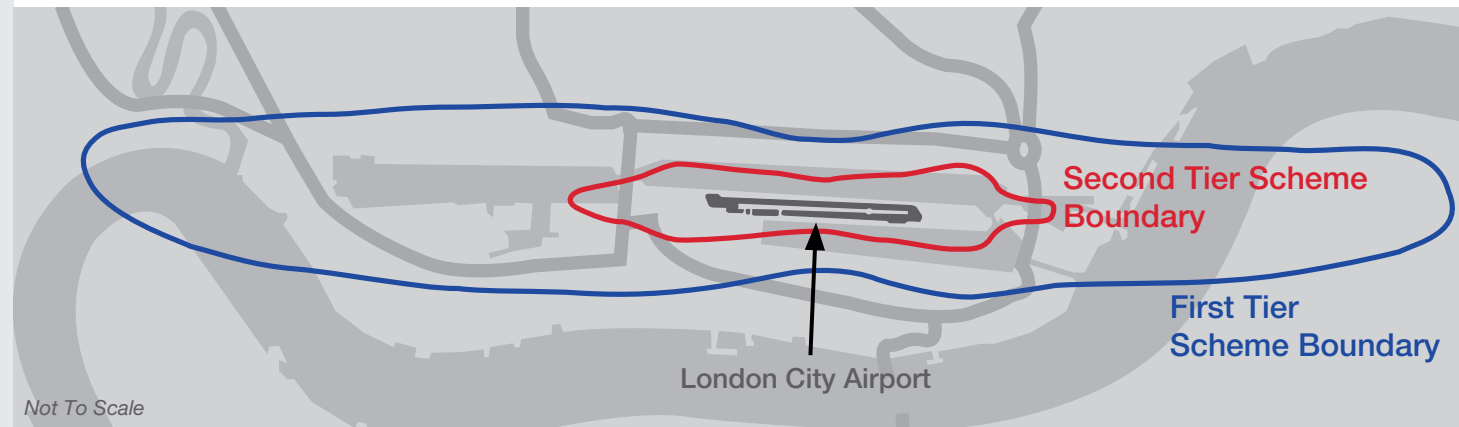 Second Tier Scheme
Boundary
First Tier
Scheme Boundary
London City Airport
Not To Scale